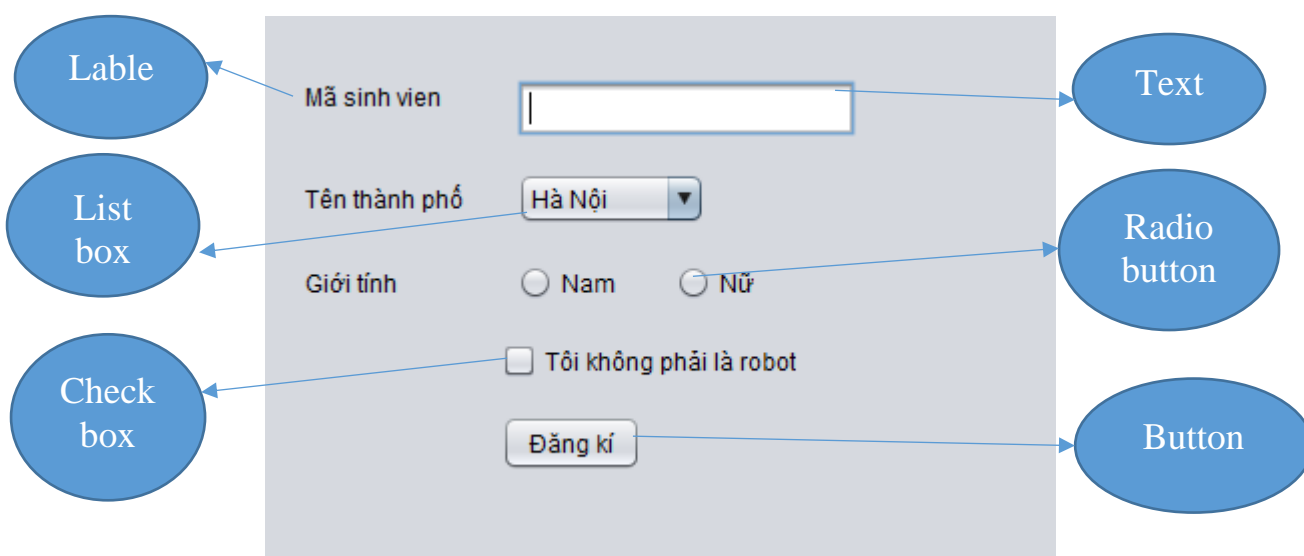 Lable
Mã sinh vien
Text
Tên thành phố
Hà Nội
List
box
Radio
button
Giới tính
Nam
Nữ
Tôi không phải là robot
Check
box
Đăng kí
Button